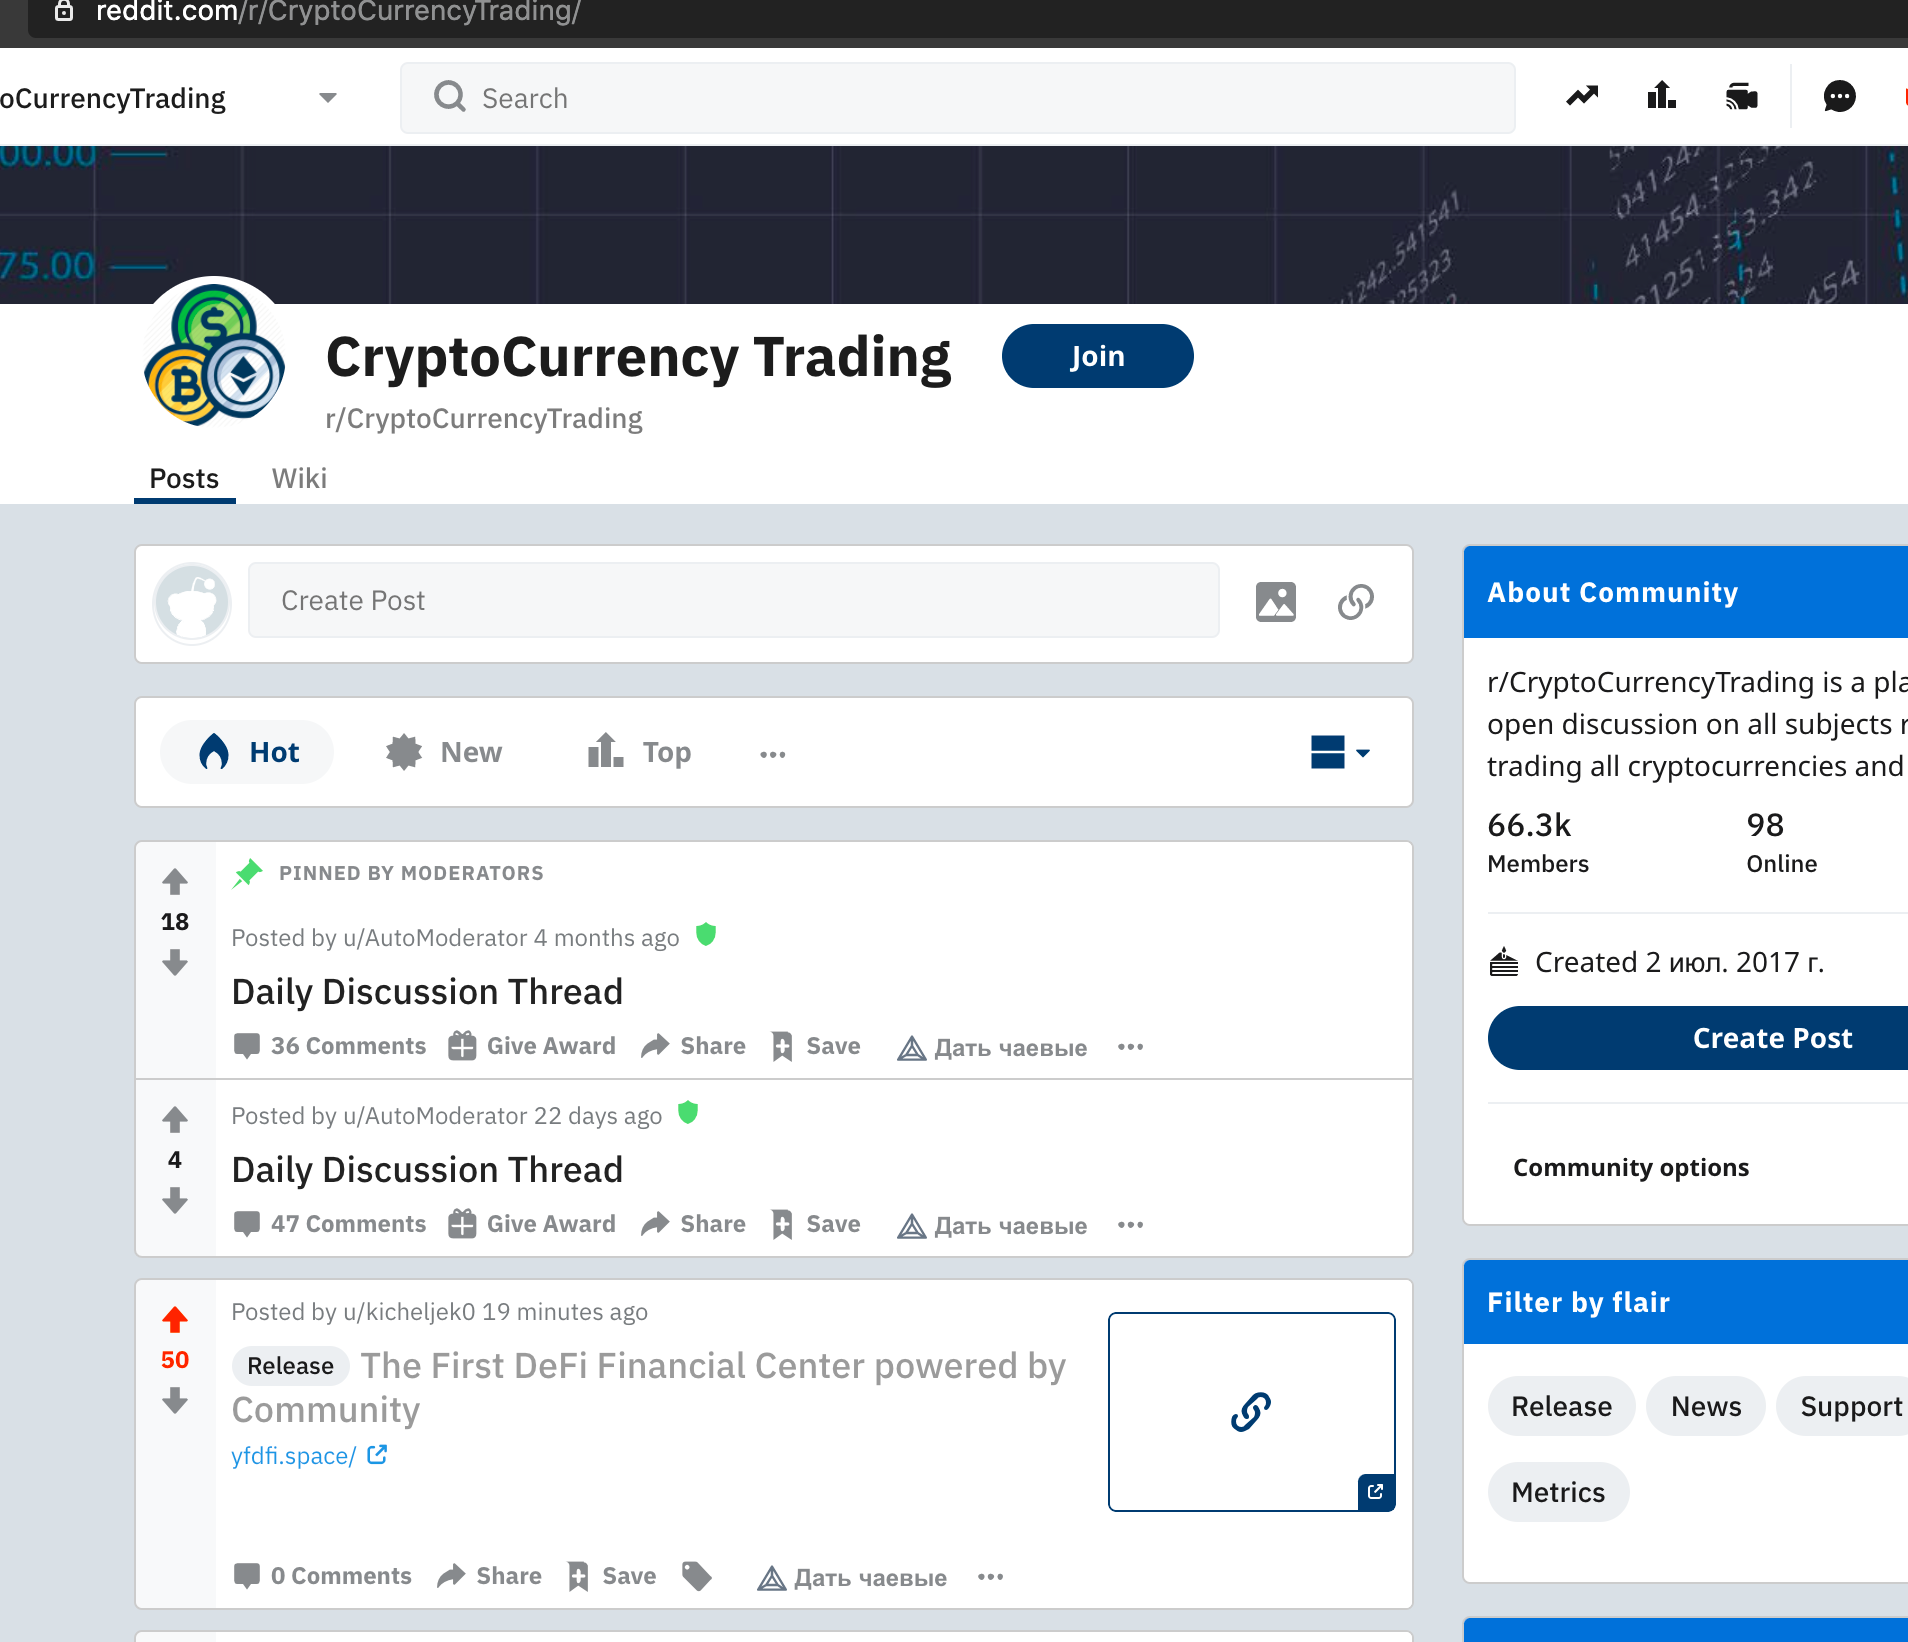 reddit.com/r/CryptoCurrencyTrading/
oCurrencyTrading
Search
00.00
75.00
CryptoCurrency Trading
Join
r/CryptoCurrencyTrading
Posts
Wiki
Create Post
Hot
New
Top
PINNED BY MODERATORS
18
Posted by u/AutoModerator 4 months ago
Daily Discussion Thread
36 Comments
Give Award
Share
Save
Дать чаевые
Posted by u/AutoModerator 22 days ago
4
Daily Discussion Thread
47 Comments
Give Award
Share
Save
Дать чаевые
Posted by u/kicheljek0 19 minutes ago
50
Release
The First DeFi Financial Center powered by
Community
yfdfi.space/
0 Comments
Share
Save
Дать чаевые
About Community
r/CryptoCurrencyTrading is a pla
open discussion on all subjects r
trading all cryptocurrencies and
66.3k
98
Members
Online
Created 2 июл. 2017 г.
Create Post
Community options
Filter by flair
Release
News
Support
Metrics